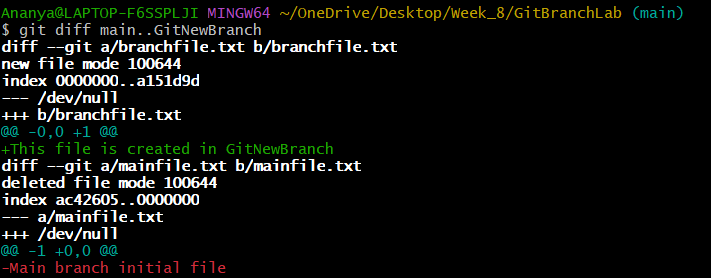 Ananya@LAPTOP-F6SSPLJI MINGW64 ~/OneDrive/Desktop/Week_8/GitBranchLab (main)
$ git diff main..GitNewBranch
diff --git a/branchfile.txt b/branchfile.txt
new file mode 100644
index 0000000..a151d9d
--- /dev/null
+++ b/branchfile.txt
@@ -0,0 +1 @@
+This file is created in GitNewBranch
diff --git a/mainfile.txt b/mainfile.txt
deleted file mode 100644
index ac42605..0000000
--- a/mainfile.txt
+++ /dev/null
@@ -1 +0,0 @@
-Main branch initial file